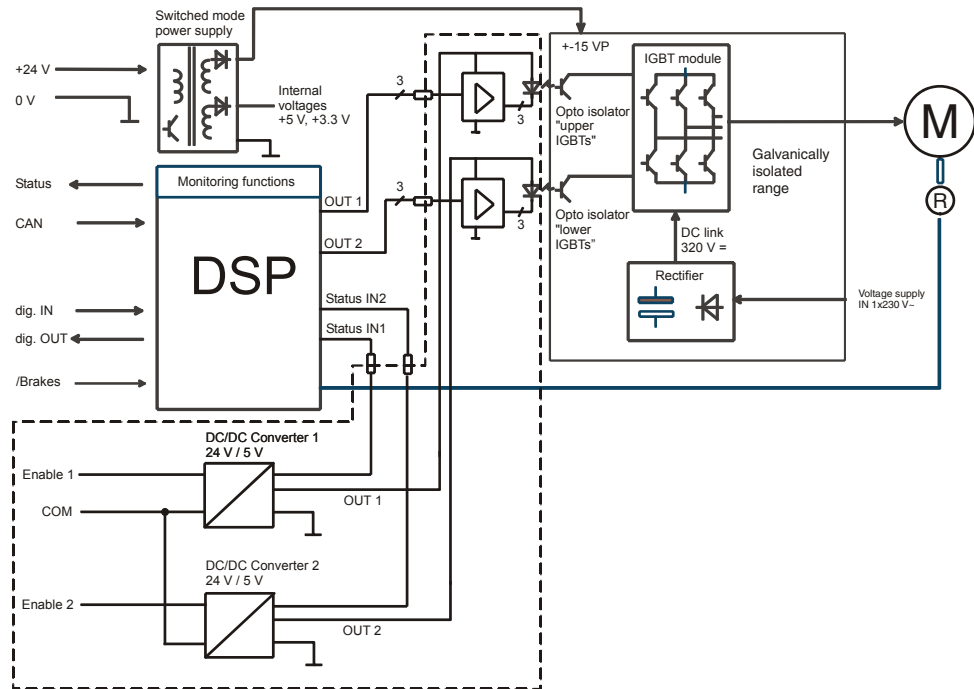 Switched mode
power supply
+24 V
0 V
Internal
voltages
+5 V, +3.3 V
+-15 VP
IGBT module
3
3
Opto isolator
"upper
IGBTs"
M
Galvanically
isolated
range
Status
CAN
Monitoring functions
DSP
OUT 1
OUT 2
3
3
Opto isolator
"lower
IGBTs"
R
DC link
320 V =
Rectifier
Voltage supply
IN 1x230 V~
dig. IN
dig. OUT
/Brakes
Status IN2
Status IN1
DC/DC Converter 1
24 V / 5 V
Enable 1
COM
OUT 1
DC/DC Converter 2
24 V / 5 V
Enable 2
OUT 2